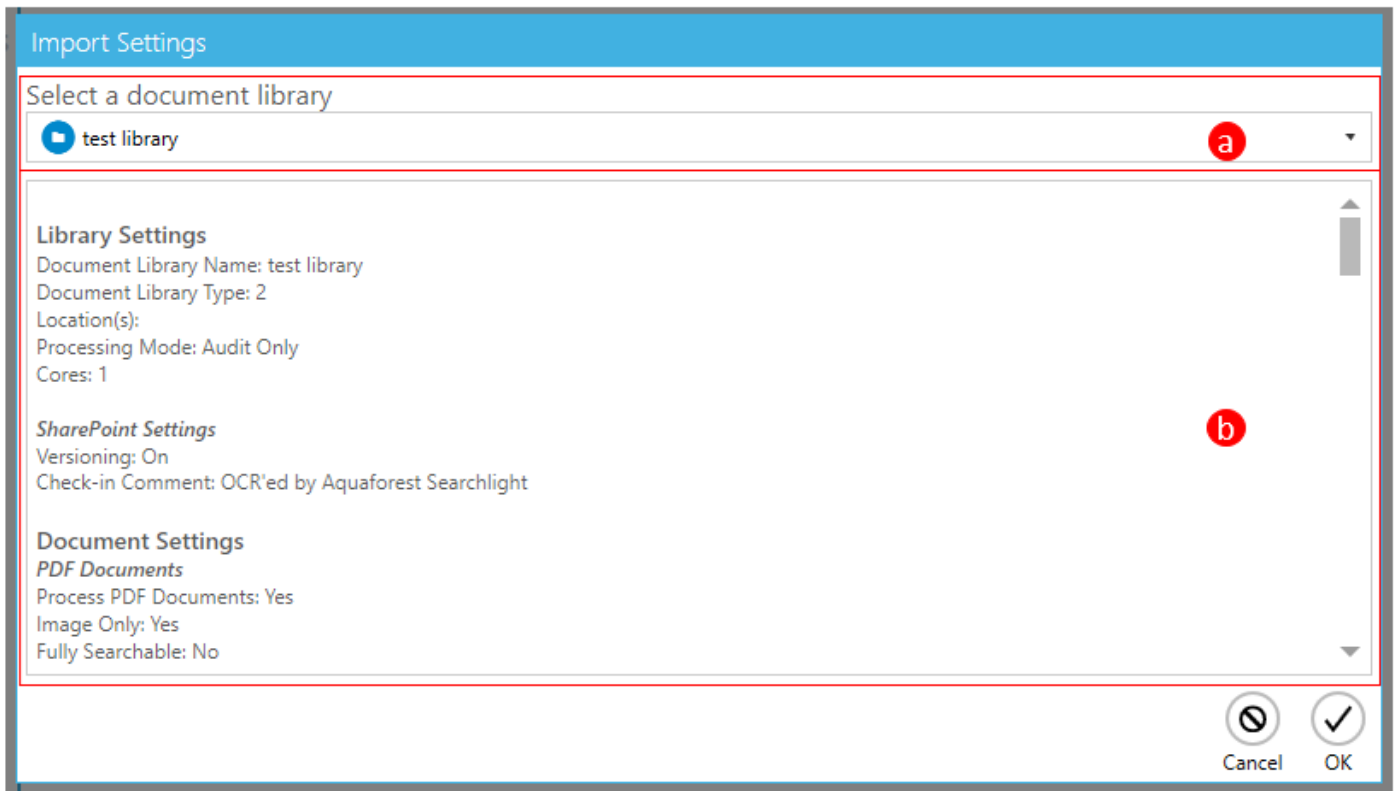 Import Settings
Select a document library
test library
a
Library Settings
Document Library Name: test library
Document Library Type: 2
Location(s):
Processing Mode: Audit Only
Cores: 1
b
SharePoint Settings
Versioning: On
Check-in Comment: OCR'ed by Aquaforest Searchlight
Document Settings
PDF Documents
Process PDF Documents: Yes
Image Only: Yes
Fully Searchable: No
Cancel
OK